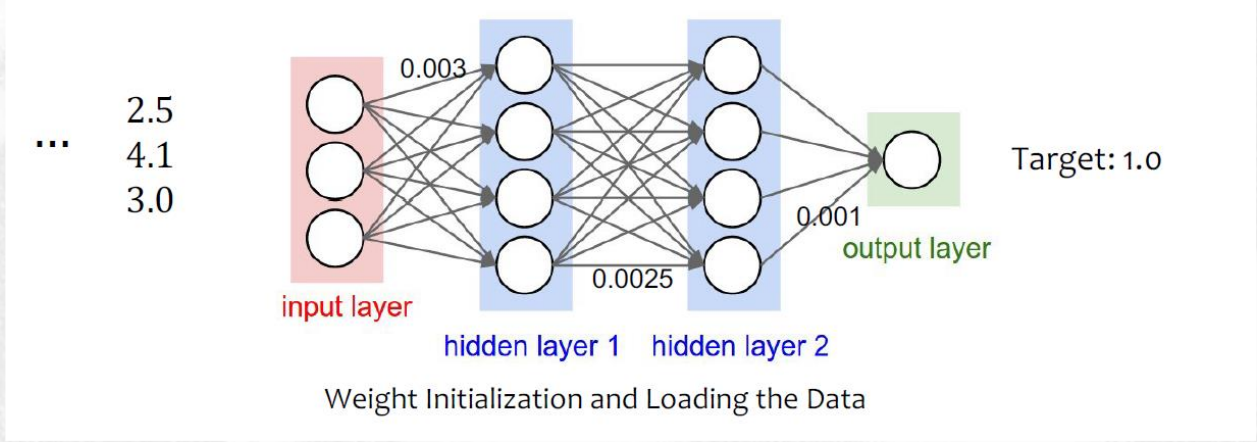 0.003
2.5
...
4.1
Target: 1.0
3.0
0.001
output layer
0.0025
input layer
hidden layer 1
hidden layer 2
Weight Initialization and Loading the Data